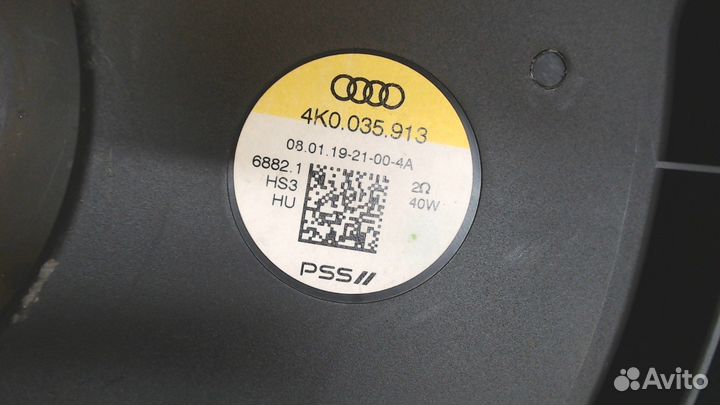 4K0.035.913
08.01.19-21-00-4A
6882.1
HS3
HU
2Ω
40W
PSS//
Avito